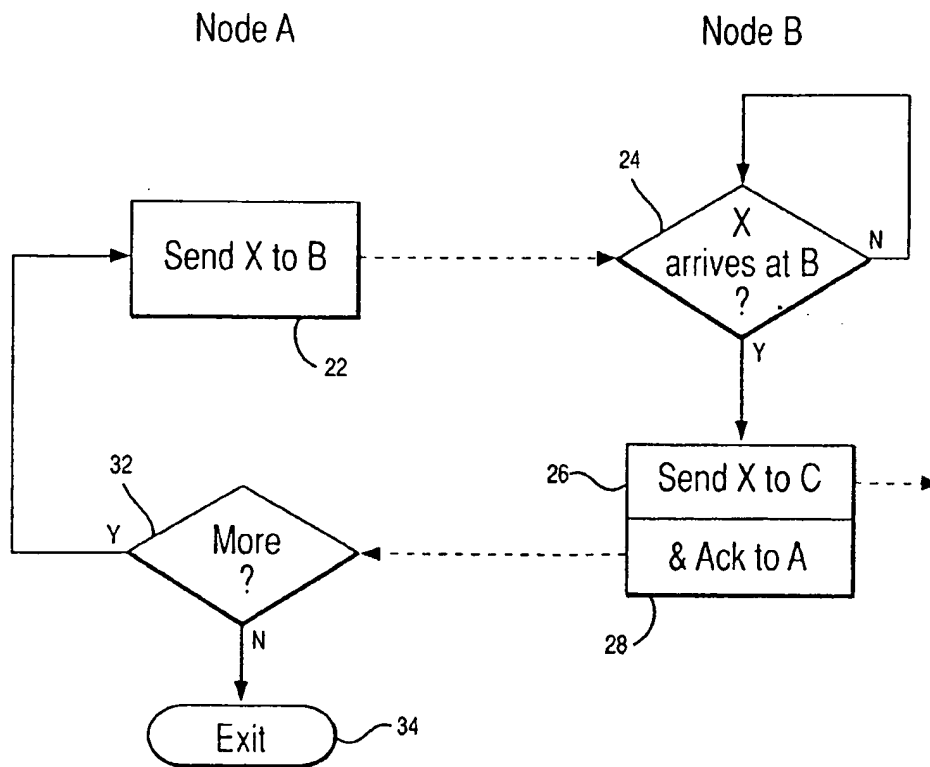 Node A
Node B
24
X
arrives at B
?
N
Y
Send X to B
22
26
Send X to C
& Ack to A
28
32
Y
More
?
N
Exit
34